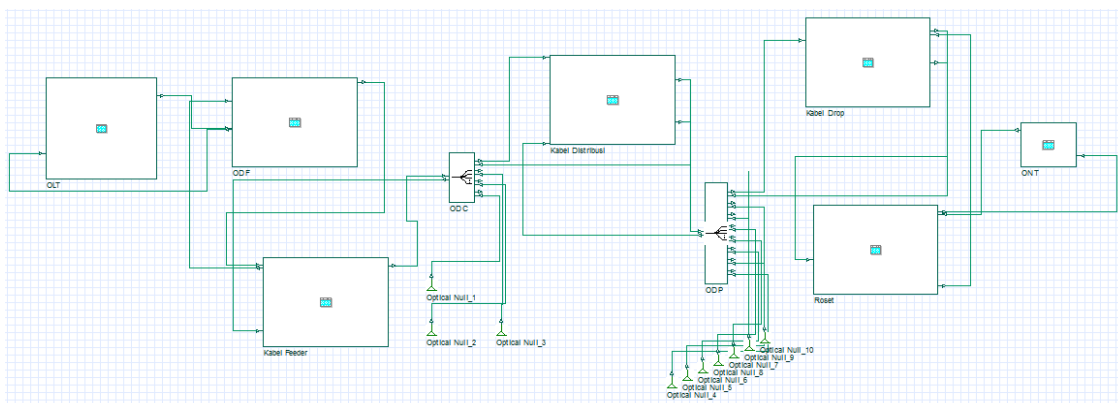 Kabel Drop
Kabel Distribusi
OLT
ODF
ONT
ODC
ODP
Roset
Optical Null_1
Kabel Feeder
Optical Null_2
Optical Null_3
Optical Null_10
Optical Null_9
Optical Null_7
Optical Null_8
Optical Null_6
Optical Null_5
Optical Null_4